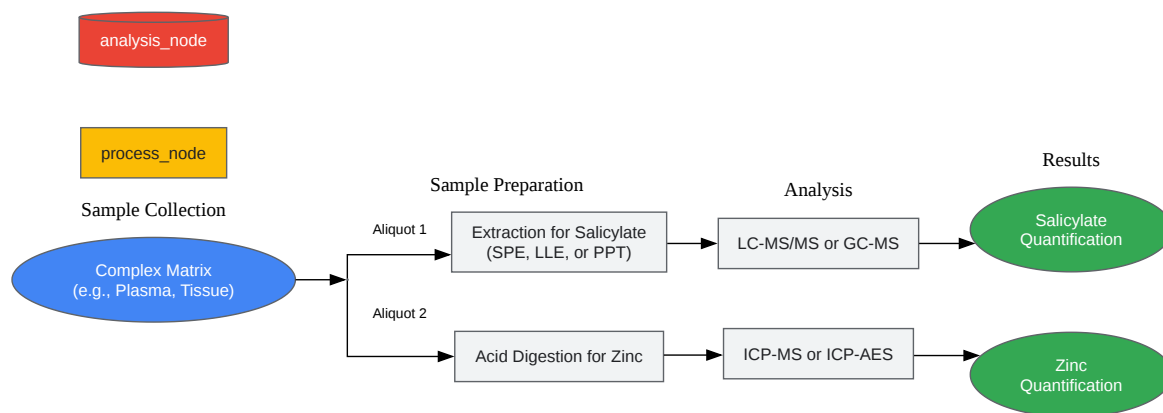 analysis_node
process_node
Sample Collection
Complex Matrix
(e.g., Plasma, Tissue)
Aliquot 1
Aliquot 2
Sample Preparation
Extraction for Salicylate
(SPE, LLE, or PPT)
Acid Digestion for Zinc
Analysis
LC-MS/MS or GC-MS
ICP-MS or ICP-AES
Results
Salicylate
Quantification
Zinc
Quantification